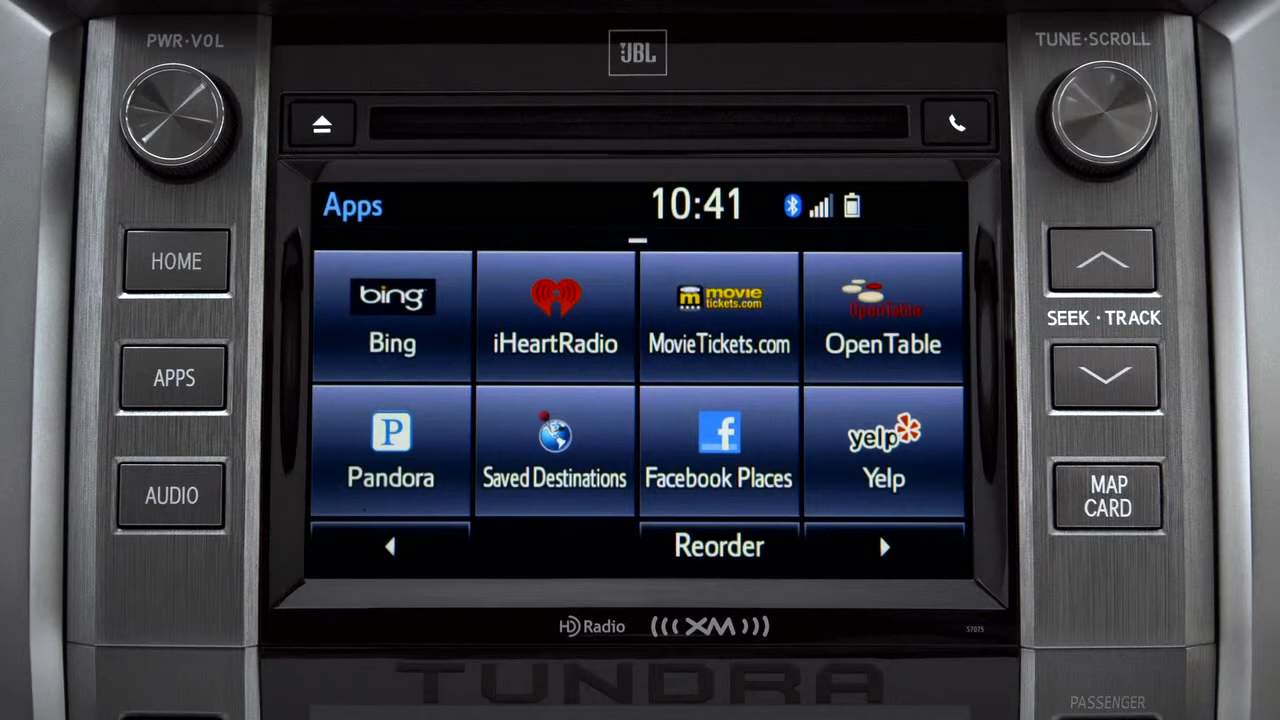 PWR·VOL
JBL
TUNE·SCROLL
Apps
10:41
HOME
APPS
AUDIO
bing
Bing
iHeartRadio
m movie tickets.com
MovieTickets.com
OpenTable
OpenTable
P
Pandora
Saved Destinations
f
Facebook Places
yelp
Yelp
Reorder
SEEK · TRACK
MAP
CARD
HD Radio
((( XM )))
57075
TUNDRA
PASSENGER